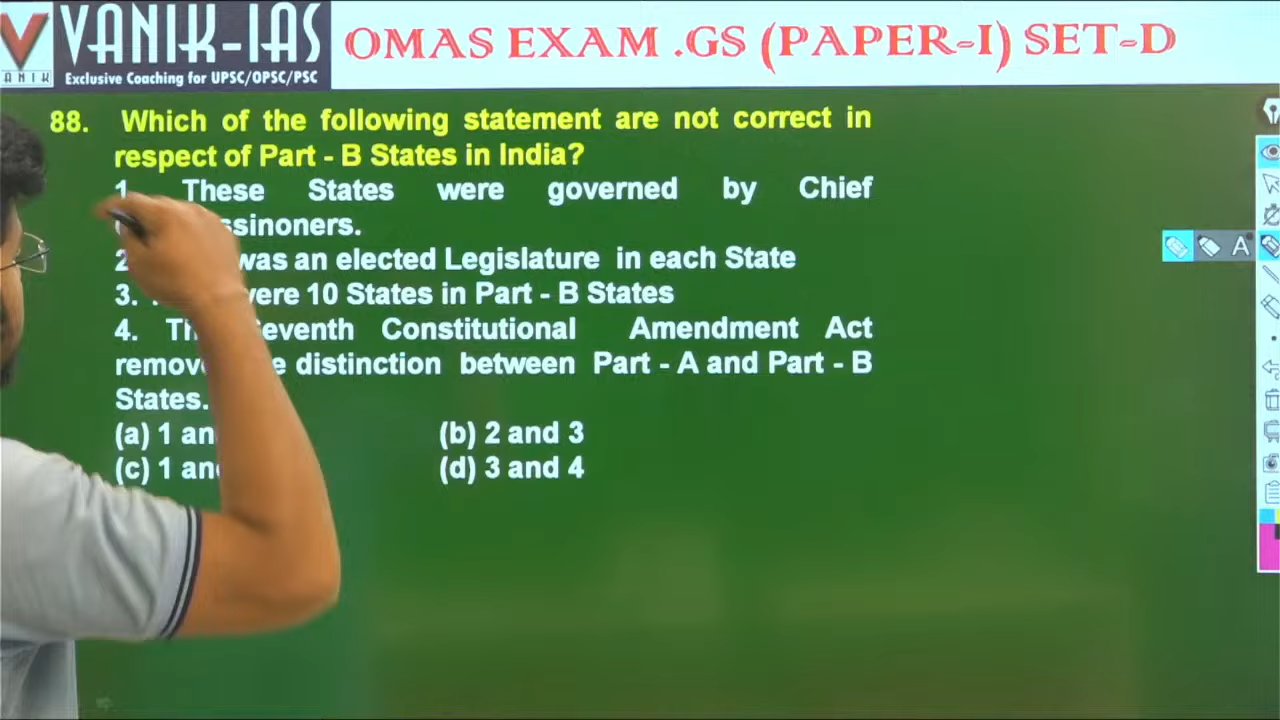 VANIK-IAS
Exclusive Coaching for UPSC/OPSC/PSC
VANIK
OMAS EXAM .GS (PAPER-I) SET-D
88. Which of the following statement are not correct in
respect of Part - B States in India?
1. These States were governed by Chief
ssinoners.
2 was an elected Legislature in each State
3. were 10 States in Part - B States
4. Th Seventh Constitutional Amendment Act
remov distinction between Part - A and Part - B
States.
(a) 1 an (b) 2 and 3
(c) 1 an (d) 3 and 4
A